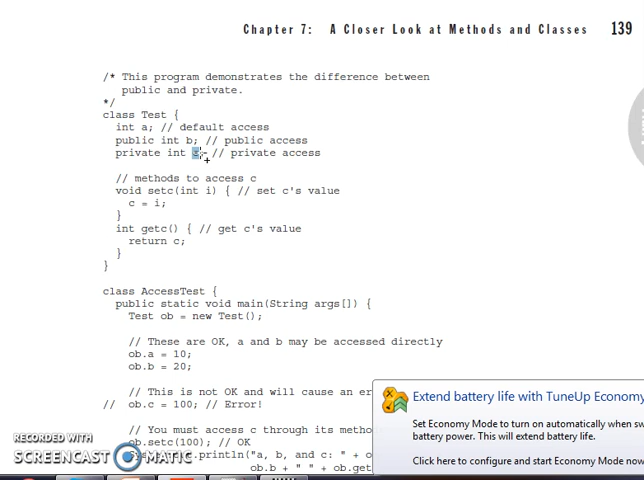 Chapter 7: A Closer Look at Methods and Classes 139
/* This program demonstrates the difference between
public and private.
*/
class Test {
int a; // default access
public int b; // public access
private int c; // private access
// methods to access c
void setc(int i) { // set c's value
c = i;
}
int getc() { // get c's value
return c;
}
}
class AccessTest {
public static void main(String args[]) {
Test ob = new Test();
// These are OK, a and b may be accessed directly
ob.a = 10;
ob.b = 20;
// This is not OK and will cause an er
// ob.c = 100; // Error!
// You must access c through its metho
ob.setc(100); // OK
println("a, b, and c: " + o
ob.b + " " + ob.get
Extend battery life with TuneUp Economy
Set Economy Mode to turn on automatically when sw
battery power. This will extend battery life.
Click here to configure and start Economy Mode now
RECORDED WITH
SCREENCAST MATIC